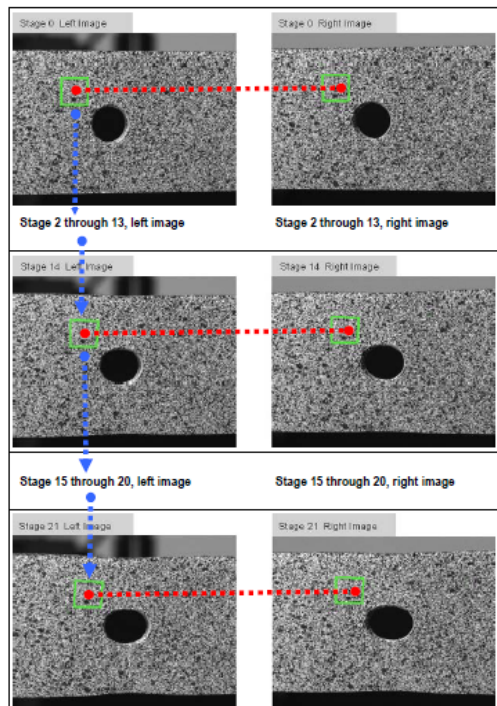 Stage 0 Left Image
Stage 0 Right Image
Stage 2 through 13, left image
Stage 2 through 13, right image
Stage 14 Left Image
Stage 14 Right Image
Stage 15 through 20, left image
Stage 15 through 20, right image
Stage 21 Left Image
Stage 21 Right Image